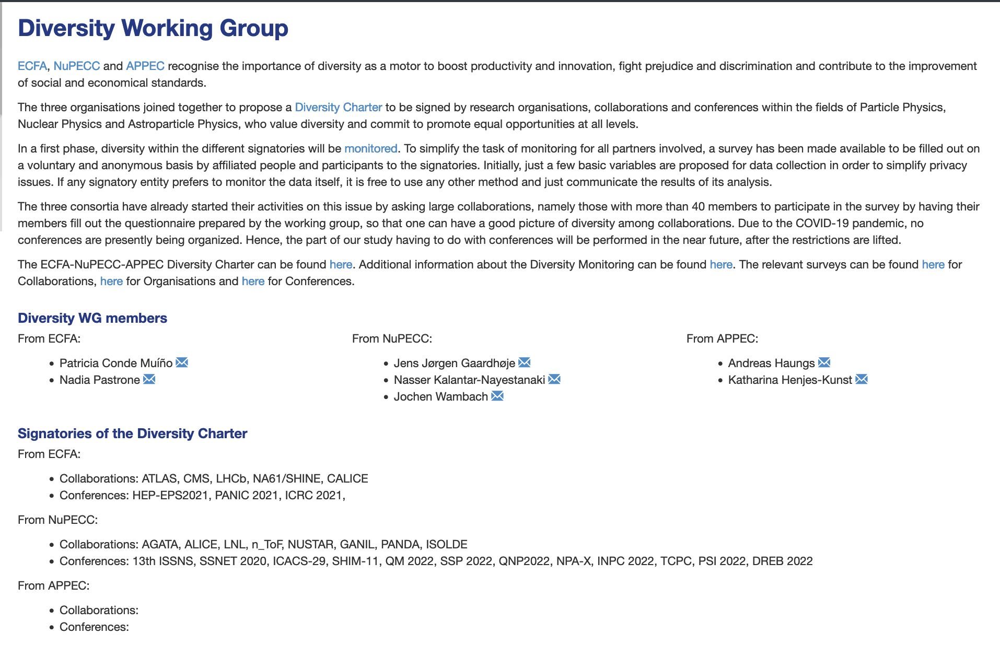 Diversity Working Group
ECFA, NuPECC and APPEC recognise the importance of diversity as a motor to boost productivity and innovation, fight prejudice and discrimination and contribute to the improvement
of social and economical standards.
The three organisations joined together to propose a Diversity Charter to be signed by research organisations, collaborations and conferences within the fields of Particle Physics,
Nuclear Physics and Astroparticle Physics, who value diversity and commit to promote equal opportunities at all levels.
In a first phase, diversity within the different signatories will be monitored. To simplify the task of monitoring for all partners involved, a survey has been made available to be filled out on
a voluntary and anonymous basis by affiliated people and participants to the signatories. Initially, just a few basic variables are proposed for data collection in order to simplify privacy
issues. If any signatory entity prefers to monitor the data itself, it is free to use any other method and just communicate the results of its analysis.
The three consortia have already started their activities on this issue by asking large collaborations, namely those with more than 40 members to participate in the survey by having their
members fill out the questionnaire prepared by the working group, so that one can have a good picture of diversity among collaborations. Due to the COVID-19 pandemic, no
conferences are presently being organized. Hence, the part of our study having to do with conferences will be performed in the near future, after the restrictions are lifted.
The ECFA-NuPECC-APPEC Diversity Charter can be found here. Additional information about the Diversity Monitoring can be found here. The relevant surveys can be found here for
Collaborations, here for Organisations and here for Conferences.
Diversity WG members
From ECFA:
• Patricia Conde Muíño
• Nadia Pastrone
From NuPECC:
• Jens Jørgen Gaardhøje
• Nasser Kalantar-Nayestanaki
• Jochen Wambach
From APPEC:
• Andreas Haungs
• Katharina Henjes-Kunst
Signatories of the Diversity Charter
From ECFA:
• Collaborations: ATLAS, CMS, LHCb, NA61/SHINE, CALICE
• Conferences: HEP-EPS2021, PANIC 2021, ICRC 2021,
From NuPECC:
• Collaborations: AGATA, ALICE, LNL, n_ToF, NUSTAR, GANIL, PANDA, ISOLDE
• Conferences: 13th ISSNS, SSNET 2020, ICACS-29, SHIM-11, QM 2022, SSP 2022, QNP2022, NPA-X, INPC 2022, TCPC, PSI 2022, DREB 2022
From APPEC:
• Collaborations:
• Conferences: